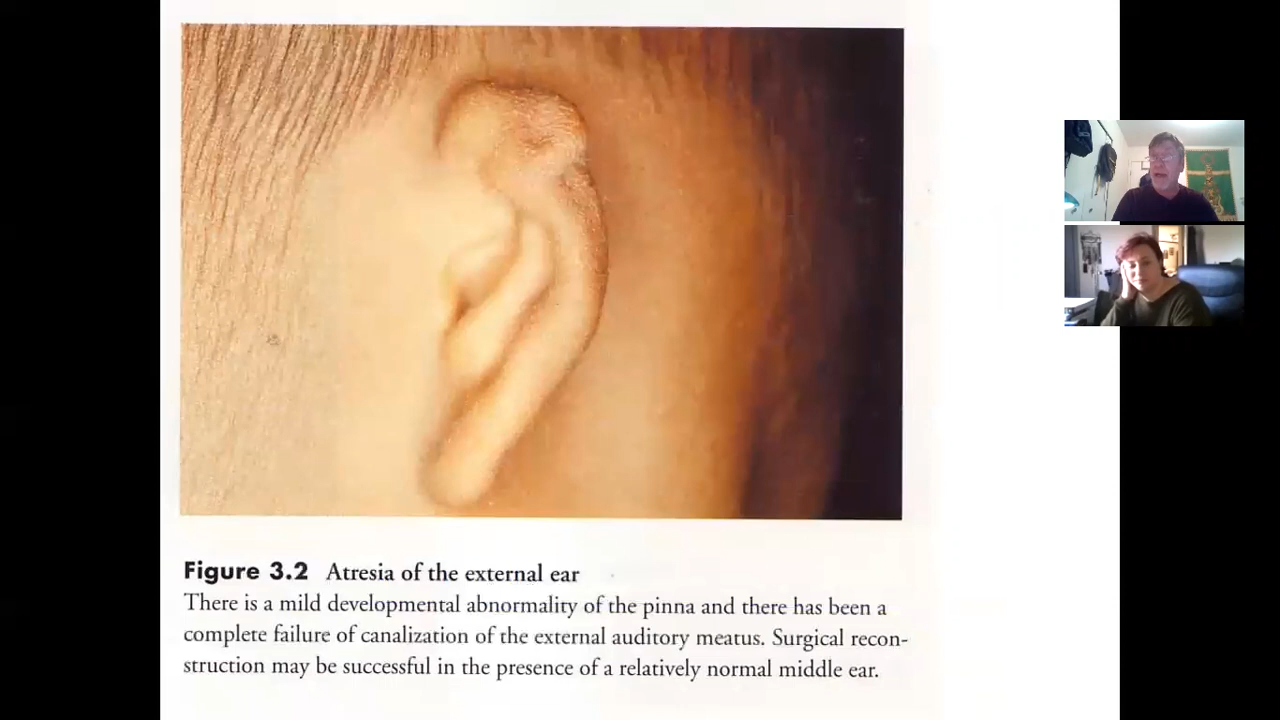 Figure 3.2 Atresia of the external ear
There is a mild developmental abnormality of the pinna and there has been a
complete failure of canalization of the external auditory meatus. Surgical recon-
struction may be successful in the presence of a relatively normal middle ear.